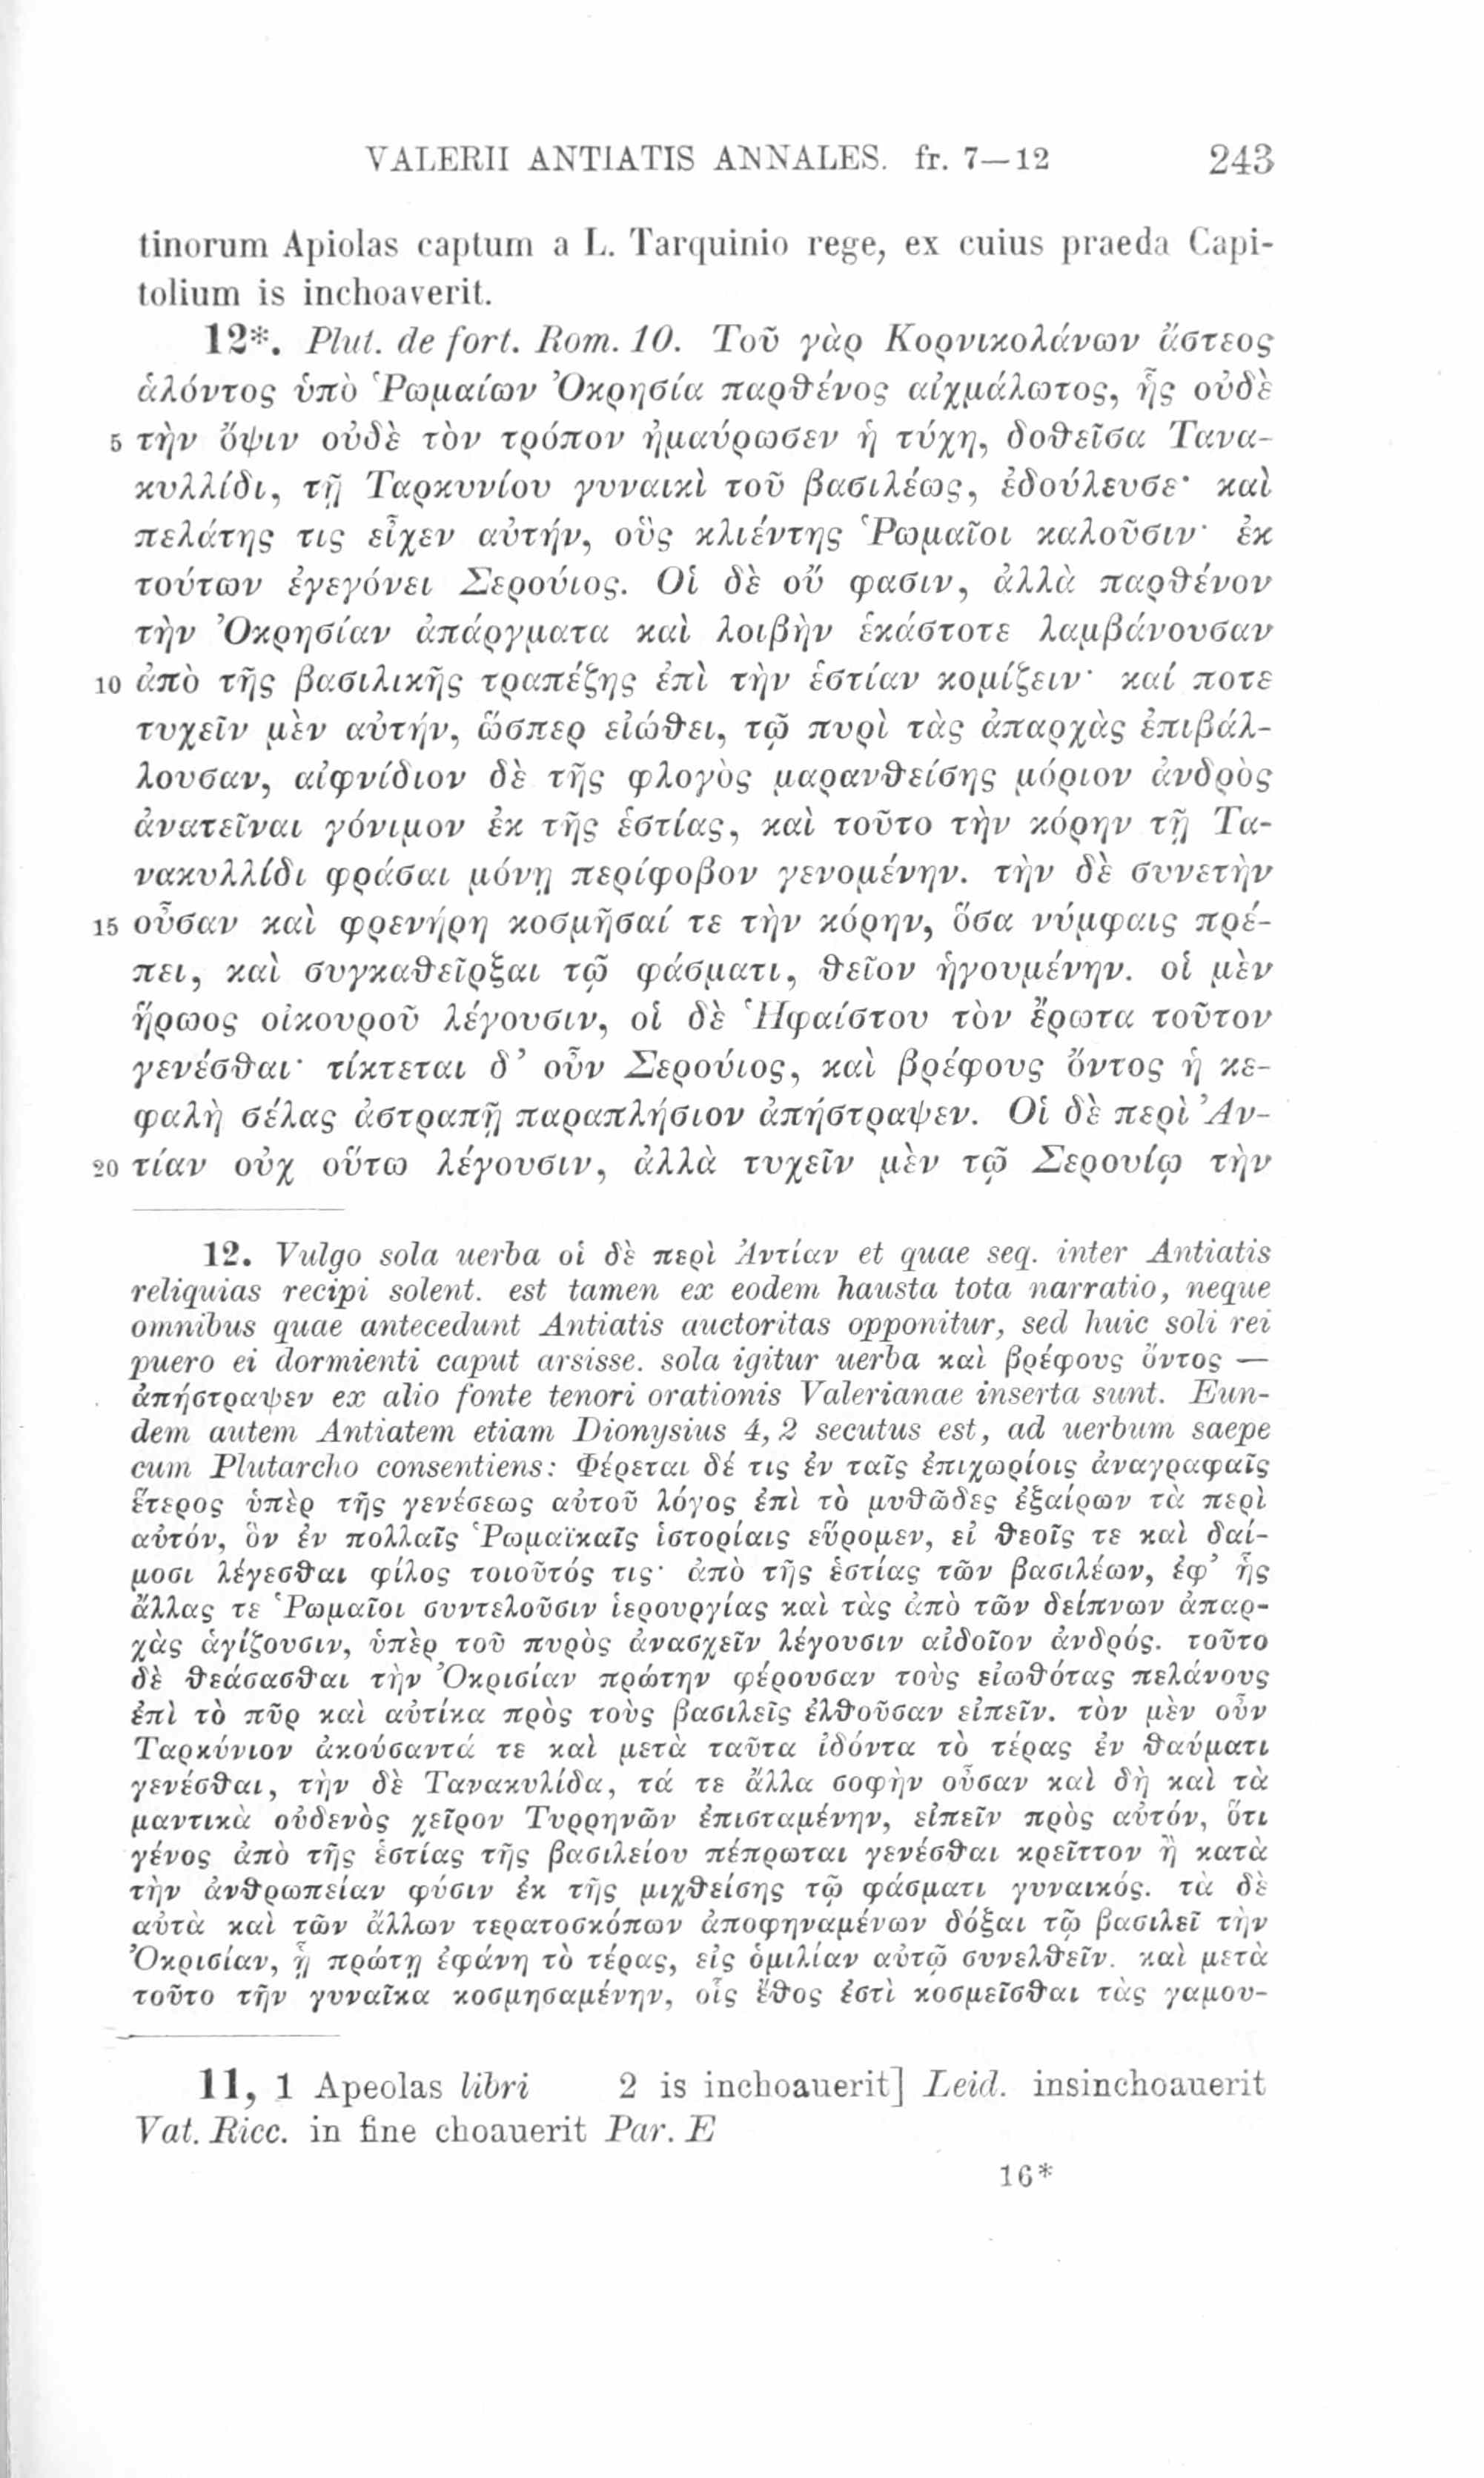 VALERII ANTIATIS ANNALES. fr. 7—12 243
tinorum Apiolas captum a L. Tarquinio rege, ex cuius praeda Capi-
tolium is inchoaverit.
12*. Plut. de fort. Rom. 10. Τοῦ γὰρ Κορνικολάνων ἄστεος
ἁλόντος ὑπὸ Ῥωμαίων Ὀκρησία παρθένος αἰχμάλωτος, ἧς οὐδὲ
5 τὴν ὄψιν οὐδὲ τὸν τρόπον ἠμαύρωσεν ἡ τύχη, δοθεῖσα Τανα-
κυλλίδι, τῇ Ταρκυνίου γυναικὶ τοῦ βασιλέως, ἐδούλευσε· καὶ
πελάτης τις εἶχεν αὐτήν, οὓς κλιέντης Ῥωμαῖοι καλοῦσιν· ἐκ
τούτων ἐγεγόνει Σερούιος. Οἱ δὲ οὔ φασιν, ἀλλὰ παρθένον
τὴν Ὀκρησίαν ἀπάργματα καὶ λοιβὴν ἑκάστοτε λαμβάνουσαν
10 ἀπὸ τῆς βασιλικῆς τραπέζης ἐπὶ τὴν ἑστίαν κομίζειν· καί ποτε
τυχεῖν μὲν αὐτήν, ὥσπερ εἰώθει, τῷ πυρὶ τὰς ἀπαρχὰς ἐπιβάλ-
λουσαν, αἰφνίδιον δὲ τῆς φλογὸς μαρανθείσης μόριον ἀνδρὸς
ἀνατεῖναι γόνιμον ἐκ τῆς ἑστίας, καὶ τοῦτο τὴν κόρην τῇ Τα-
νακυλλίδι φράσαι μόνῃ περίφοβον γενομένην. τὴν δὲ συνετὴν
15 οὖσαν καὶ φρενήρη κοσμῆσαί τε τὴν κόρην, ὅσα νύμφαις πρέ-
πει, καὶ συγκαθεῖρξαι τῷ φάσματι, θεῖον ἡγουμένην. οἱ μὲν
ἥρωος οἰκουροῦ λέγουσιν, οἱ δὲ Ἡφαίστου τὸν ἔρωτα τοῦτον
γενέσθαι· τίκτεται δ’ οὖν Σερούιος, καὶ βρέφους ὄντος ἡ κε-
φαλὴ σέλας ἀστραπῇ παραπλήσιον ἀπήστραψεν. Οἱ δὲ περὶ Ἀν-
20 τίαν οὐχ οὕτω λέγουσιν, ἀλλὰ τυχεῖν μὲν τῷ Σερουίῳ τὴν
12. Vulgo sola uerba οἱ δὲ περὶ Ἀντίαν et quae seq. inter Antiatis
reliquias recipi solent. est tamen ex eodem hausta tota narratio, neque
omnibus quae antecedunt Antiatis auctoritas opponitur, sed huic soli rei
puero ei dormienti caput arsisse. sola igitur uerba καὶ βρέφους ὄντος —
ἀπήστραψεν ex alio fonte tenori orationis Valerianae inserta sunt. Eun-
dem autem Antiatem etiam Dionysius 4, 2 secutus est, ad uerbum saepe
cum Plutarcho consentiens: Φέρεται δέ τις ἐν ταῖς ἐπιχωρίοις ἀναγραφαῖς
ἕτερος ὑπὲρ τῆς γενέσεως αὐτοῦ λόγος ἐπὶ τὸ μυθῶδες ἐξαίρων τὰ περὶ
αὐτόν, ὃν ἐν πολλαῖς Ῥωμαϊκαῖς ἱστορίαις εὕρομεν, εἰ θεοῖς τε καὶ δαί-
μοσι λέγεσθαι φίλος τοιοῦτός τις· ἀπὸ τῆς ἑστίας τῶν βασιλέων, ἐφ’ ἧς
ἄλλας τε Ῥωμαῖοι συντελοῦσιν ἱερουργίας καὶ τὰς ἀπὸ τῶν δείπνων ἀπαρ-
χὰς ἁγίζουσιν, ὑπὲρ τοῦ πυρὸς ἀνασχεῖν λέγουσιν αἰδοῖον ἀνδρός. τοῦτο
δὲ θεάσασθαι τὴν Ὀκρισίαν πρώτην φέρουσαν τοὺς εἰωθότας πελάνους
ἐπὶ τὸ πῦρ καὶ αὐτίκα πρὸς τοὺς βασιλεῖς ἐλθοῦσαν εἰπεῖν. τὸν μὲν οὖν
Ταρκύνιον ἀκούσαντά τε καὶ μετὰ ταῦτα ἰδόντα τὸ τέρας ἐν θαύματι
γενέσθαι, τὴν δὲ Τανακυλίδα, τά τε ἄλλα σοφὴν οὖσαν καὶ δὴ καὶ τὰ
μαντικὰ οὐδενὸς χεῖρον Τυρρηνῶν ἐπισταμένην, εἰπεῖν πρὸς αὐτόν, ὅτι
γένος ἀπὸ τῆς ἑστίας τῆς βασιλείου πέπρωται γενέσθαι κρεῖττον ἢ κατὰ
τὴν ἀνθρωπείαν φύσιν ἐκ τῆς μιχθείσης τῷ φάσματι γυναικός. τὰ δὲ
αὐτὰ καὶ τῶν ἄλλων τερατοσκόπων ἀποφηναμένων δόξαι τῷ βασιλεῖ τὴν
Ὀκρισίαν, ᾗ πρώτῃ ἐφάνη τὸ τέρας, εἰς ὁμιλίαν αὐτῷ συνελθεῖν. καὶ μετὰ
τοῦτο τῆν γυναῖκα κοσμησαμένην, οἷς ἔθος ἐστὶ κοσμεῖσθαι τὰς γαμου-
11, 1 Apeolas libri 2 is inchoauerit] Leid. insinchoauerit
Vat. Ricc. in fine choauerit Par. E
16*